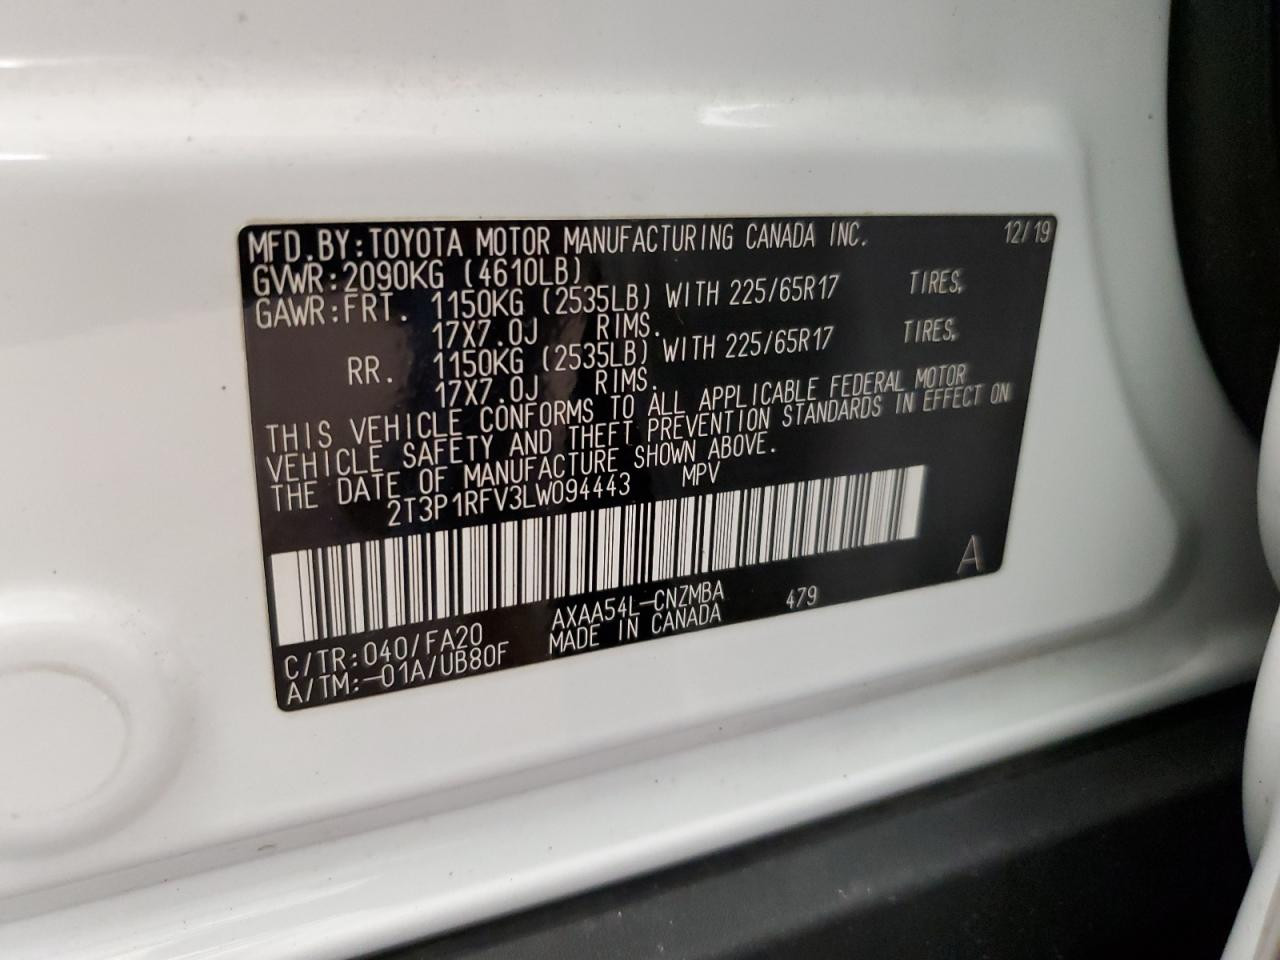 MFD.BY:TOYOTA MOTOR MANUFACTURING CANADA INC. 12/19
GVWR:2090KG (4610LB)
GAWR:FRT. 1150KG (2535LB) WITH 225/65R17 TIRES,
17X7.0J RIMS.
RR. 1150KG (2535LB) WITH 225/65R17 TIRES,
17X7.0J RIMS.
THIS VEHICLE CONFORMS TO ALL APPLICABLE FEDERAL MOTOR
VEHICLE SAFETY AND THEFT PREVENTION STANDARDS IN EFFECT ON
THE DATE OF MANUFACTURE SHOWN ABOVE.
2T3P1RFV3LW094443 MPV
A
C/TR:040/FA20 AXAA54L-CNZMBA 479
A/TM:-01A/UB80F MADE IN CANADA